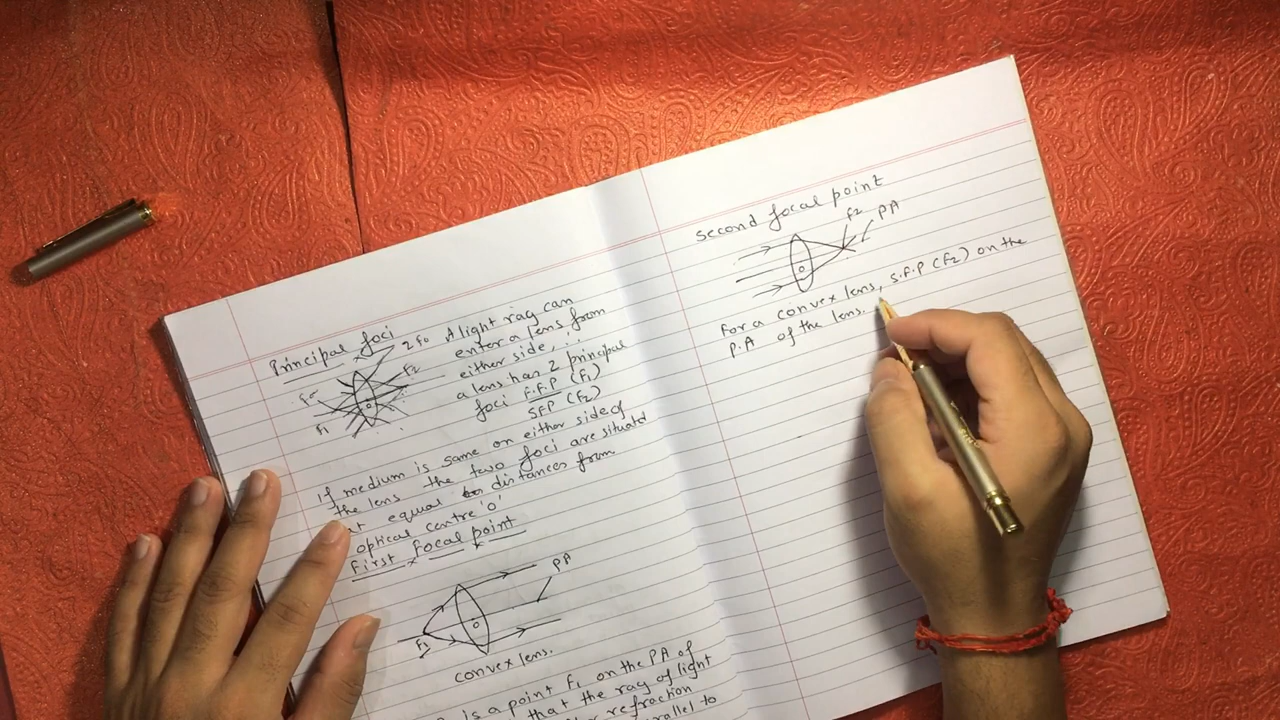 Principal foci
2fo
A light ray can
enter a lens from
either side, ∴
a lens has 2 principal
foci F.F.P (F1)
SFP (F2)
F2
O
F1
If medium is same on either side of
the lens the two foci are situated
at equal distances from
optical centre 'O'
First focal point
PA
O
F1
convex lens.
is a point F1 on the PA of
that the ray of light
refraction
parallel to
second focal point
F2
PA
O
For a convex lens, S.F.P (F2) on the
P.A of the lens.